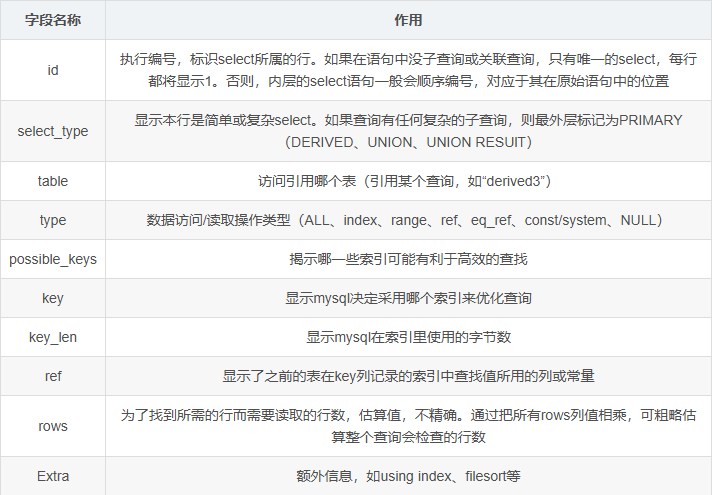 字段名称 作用
id
执行编号，标识select所属的行。如果在语句中没子查询或关联查询，只有唯一的select，每行
都将显示1。否则，内层的select语句一般会顺序编号，对应于其在原始语句中的位置
select_type
显示本行是简单或复杂select。如果查询有任何复杂的子查询，则最外层标记为PRIMARY
（DERIVED、UNION、UNION RESUIT）
table 访问引用哪个表（引用某个查询，如“derived3”）
type 数据访问/读取操作类型（ALL、index、range、ref、eq_ref、const/system、NULL）
possible_keys 揭示哪一些索引可能有利于高效的查找
key 显示mysql决定采用哪个索引来优化查询
key_len 显示mysql在索引里使用的字节数
ref 显示了之前的表在key列记录的索引中查找值所用的列或常量
rows
为了找到所需的行而需要读取的行数，估算值，不精确。通过把所有rows列值相乘，可粗略估
算整个查询会检查的行数
Extra 额外信息，如using index、filesort等